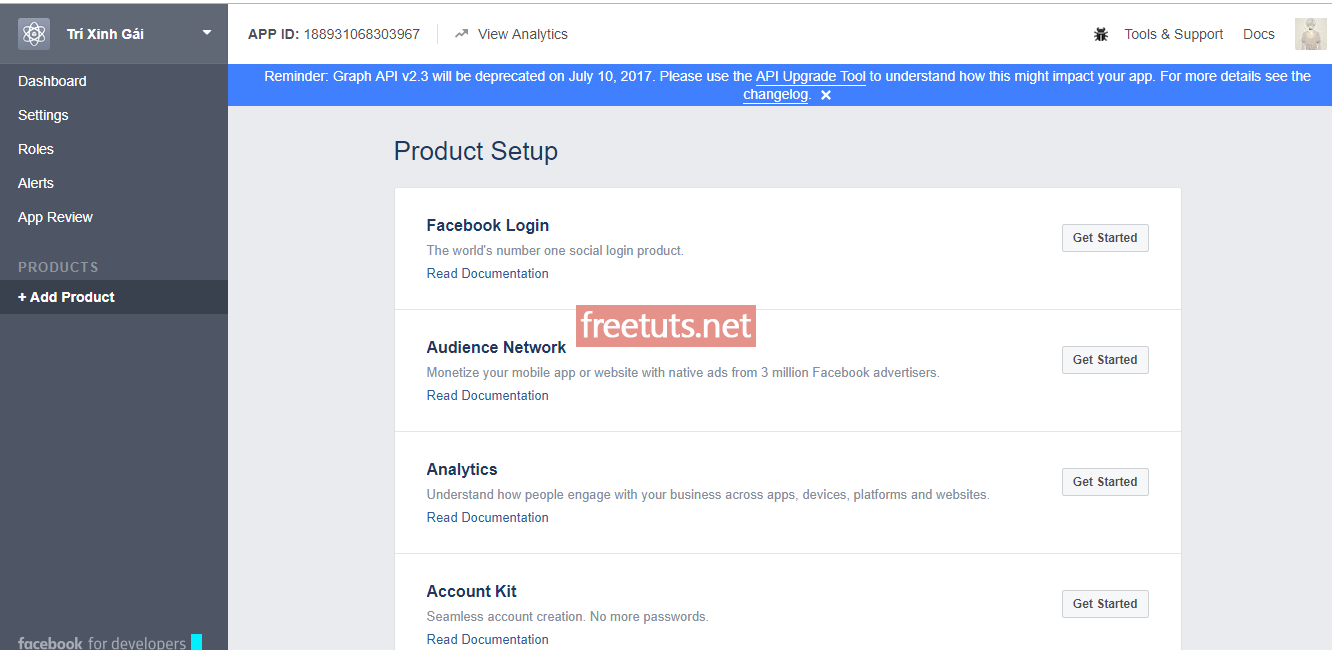 Trí Xinh Gái
APP ID: 188931068303967
View Analytics
Tools & Support
Docs
Dashboard
Settings
Roles
Alerts
App Review
PRODUCTS
+ Add Product
facebook for developers
Reminder: Graph API v2.3 will be deprecated on July 10, 2017. Please use the API Upgrade Tool to understand how this might impact your app. For more details see the
changelog.
Product Setup
Facebook Login
The world's number one social login product.
Read Documentation
Get Started
freetuts.net
Audience Network
Monetize your mobile app or website with native ads from 3 million Facebook advertisers.
Read Documentation
Get Started
Analytics
Understand how people engage with your business across apps, devices, platforms and websites.
Read Documentation
Get Started
Account Kit
Seamless account creation. No more passwords.
Read Documentation
Get Started